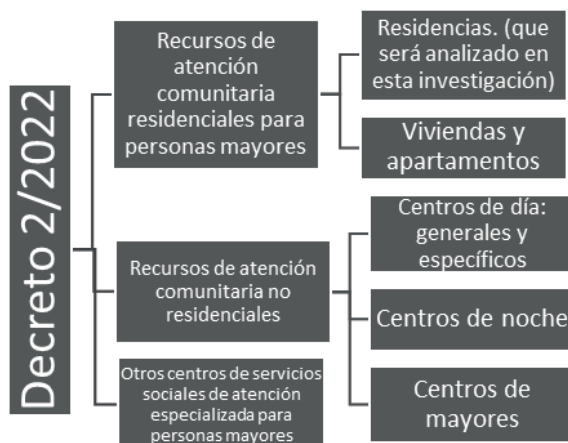 Decreto 2/2022
Recursos de
atención
comunitaria
residenciales para
personas mayores
Residencias. (que
será analizado en
esta investigación)
Viviendas y
apartamentos
Recursos de atención
comunitaria no
residenciales
Centros de día:
generales y
específicos
Centros de noche
Centros de
mayores
Otros centros de servicios
sociales de atención
especializada para
personas mayores